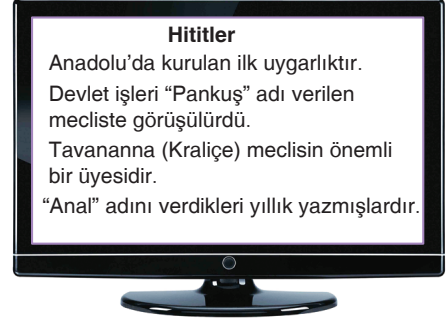 Hititler
Anadolu’da kurulan ilk uygarlıktır.
Devlet işleri “Pankuş” adı verilen
mecliste görüşülürdü.
Tavananna (Kraliçe) meclisin önemli
bir üyesidir.
“Anal” adını verdikleri yıllık yazmışlardır.